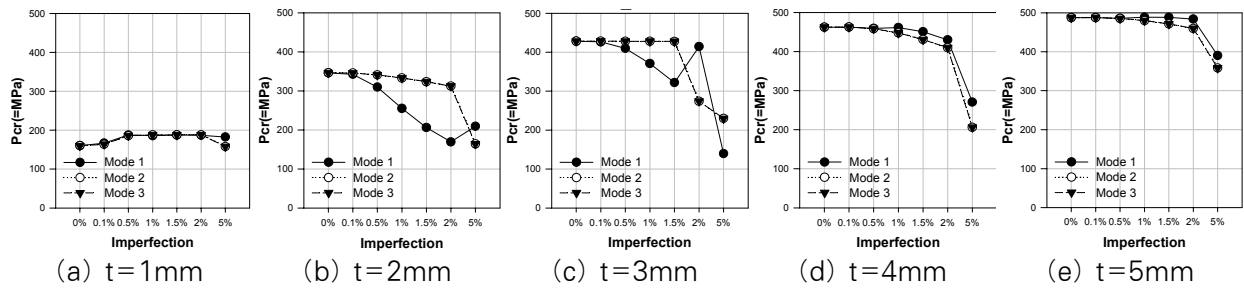 500
400
300
200
100
0
Pcr(=MPa)
Mode 1
Mode 2
Mode 3
0% 0.1% 0.5% 1% 1.5% 2% 5%
Imperfection
(a) t=1mm
500
400
300
200
100
0
Pcr(=MPa)
Mode 1
Mode 2
Mode 3
0% 0.1% 0.5% 1% 1.5% 2% 5%
Imperfection
(b) t=2mm
500
400
300
200
100
0
Pcr(=MPa)
Mode 1
Mode 2
Mode 3
0% 0.1% 0.5% 1% 1.5% 2% 5%
Imperfection
(c) t=3mm
500
400
300
200
100
0
Pcr(=MPa)
Mode 1
Mode 2
Mode 3
0% 0.1% 0.5% 1% 1.5% 2% 5%
Imperfection
(d) t=4mm
500
400
300
200
100
0
Pcr(=MPa)
Mode 1
Mode 2
Mode 3
0% 0.1% 0.5% 1% 1.5% 2% 5%
Imperfection
(e) t=5mm